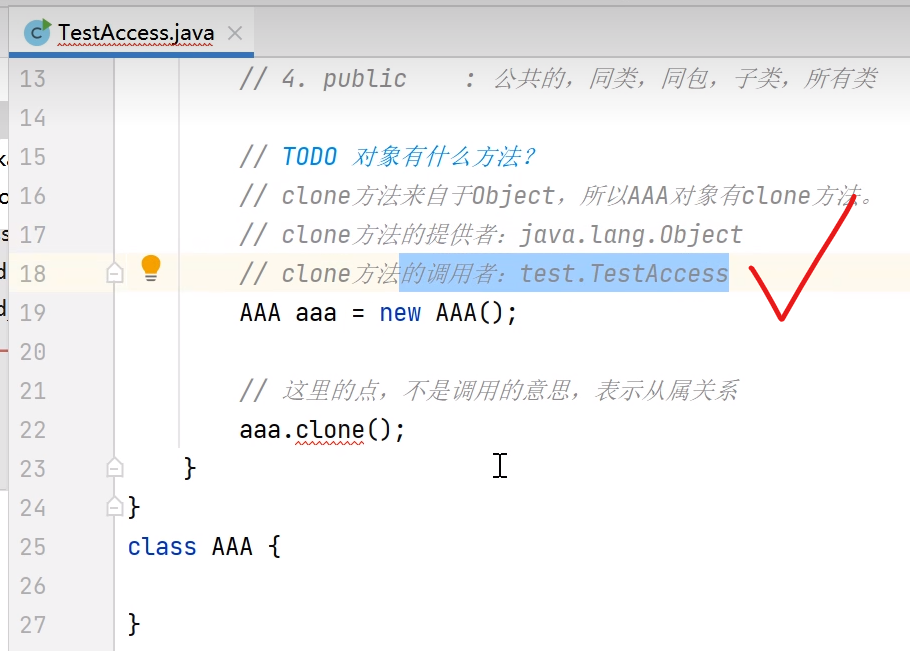 TestAccess.java
13 // 4. public : 公共的，同类，同包，子类，所有类
14
15 // TODO 对象有什么方法？
16 // clone方法来自于Object，所以AAA对象有clone方法。
17 // clone方法的提供者：java.lang.Object
18 // clone方法的调用者：test.TestAccess
19 AAA aaa = new AAA();
20
21 // 这里的点，不是调用的意思，表示从属关系
22 aaa.clone();
23 }
24 }
25 class AAA {
26
27 }